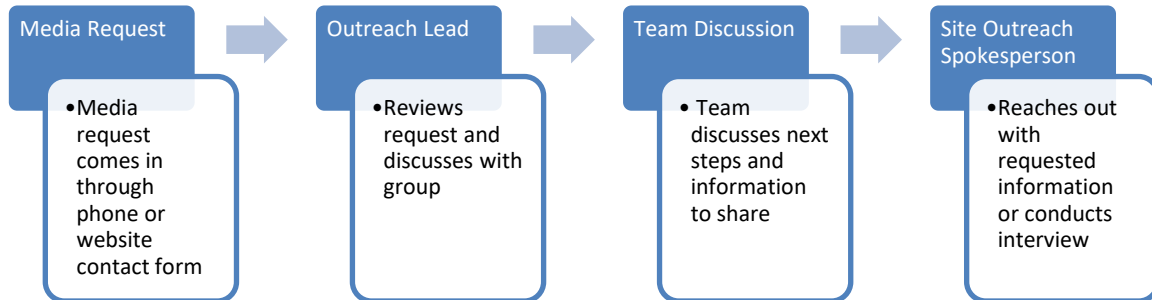 Media Request
•Media
request
comes in
through
phone or
website
contact form
Outreach Lead
•Reviews
request and
discusses with
group
Team Discussion
• Team
discusses next
steps and
information
to share
Site Outreach
Spokesperson
•Reaches out
with
requested
information
or conducts
interview